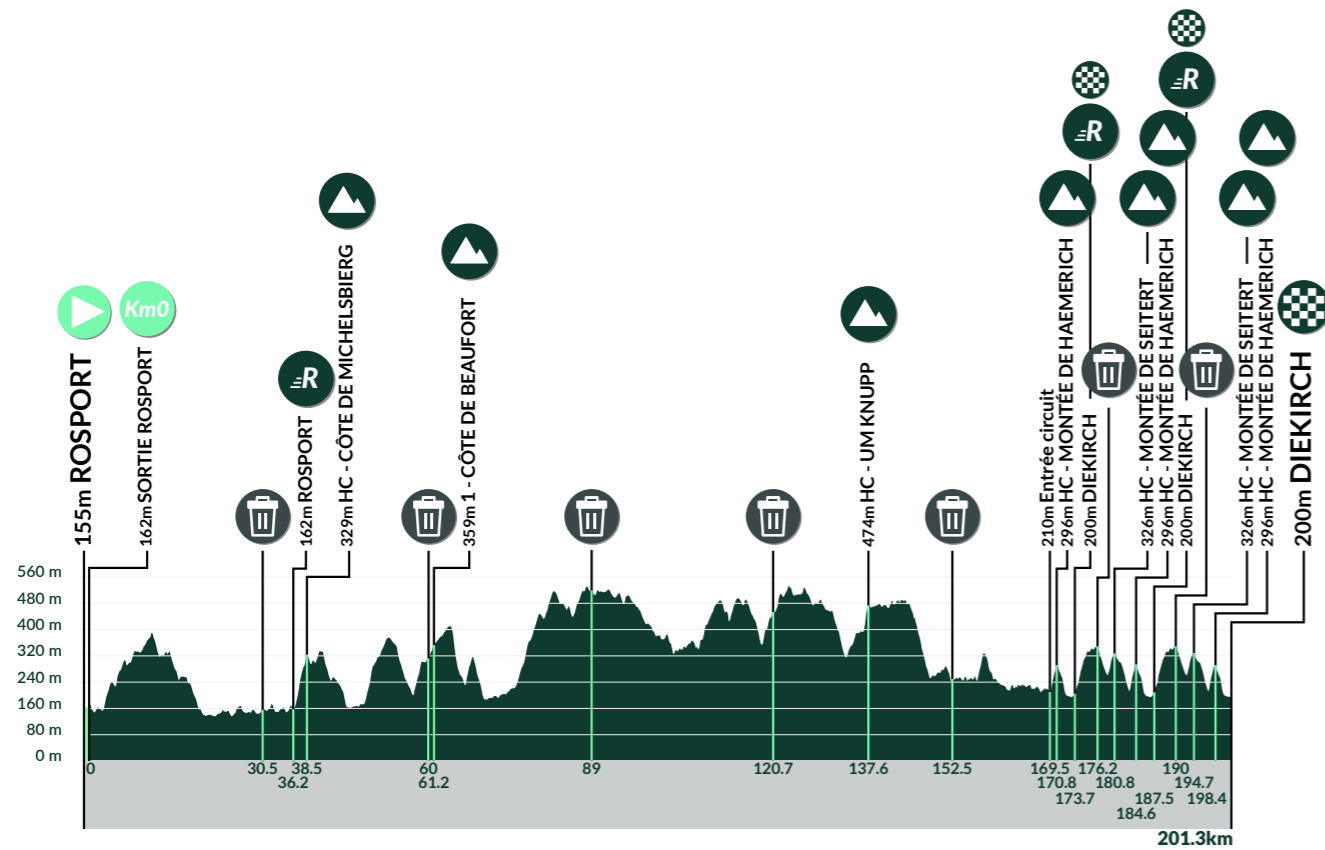 155m ROSPORT
Km0
162m SORTIE ROSPORT
R
162m ROSPORT
329m HC - CÔTE DE MICHELSBIERG
359m 1 - CÔTE DE BEAUFORT
474m HC - UM KNUPP
210m Entrée circuit
296m HC - MONTÉE DE HAEMERICH
R
200m DIEKIRCH
326m HC - MONTÉE DE SEITERT
296m HC - MONTÉE DE HAEMERICH
R
200m DIEKIRCH
326m HC - MONTÉE DE SEITERT
296m HC - MONTÉE DE HAEMERICH
200m DIEKIRCH
560 m
480 m
400 m
320 m
240 m
160 m
80 m
0 m
0
30.5
36.2
38.5
60
61.2
89
120.7
137.6
152.5
169.5
170.8
173.7
176.2
180.8
184.6
187.5
190
194.7
198.4
201.3km